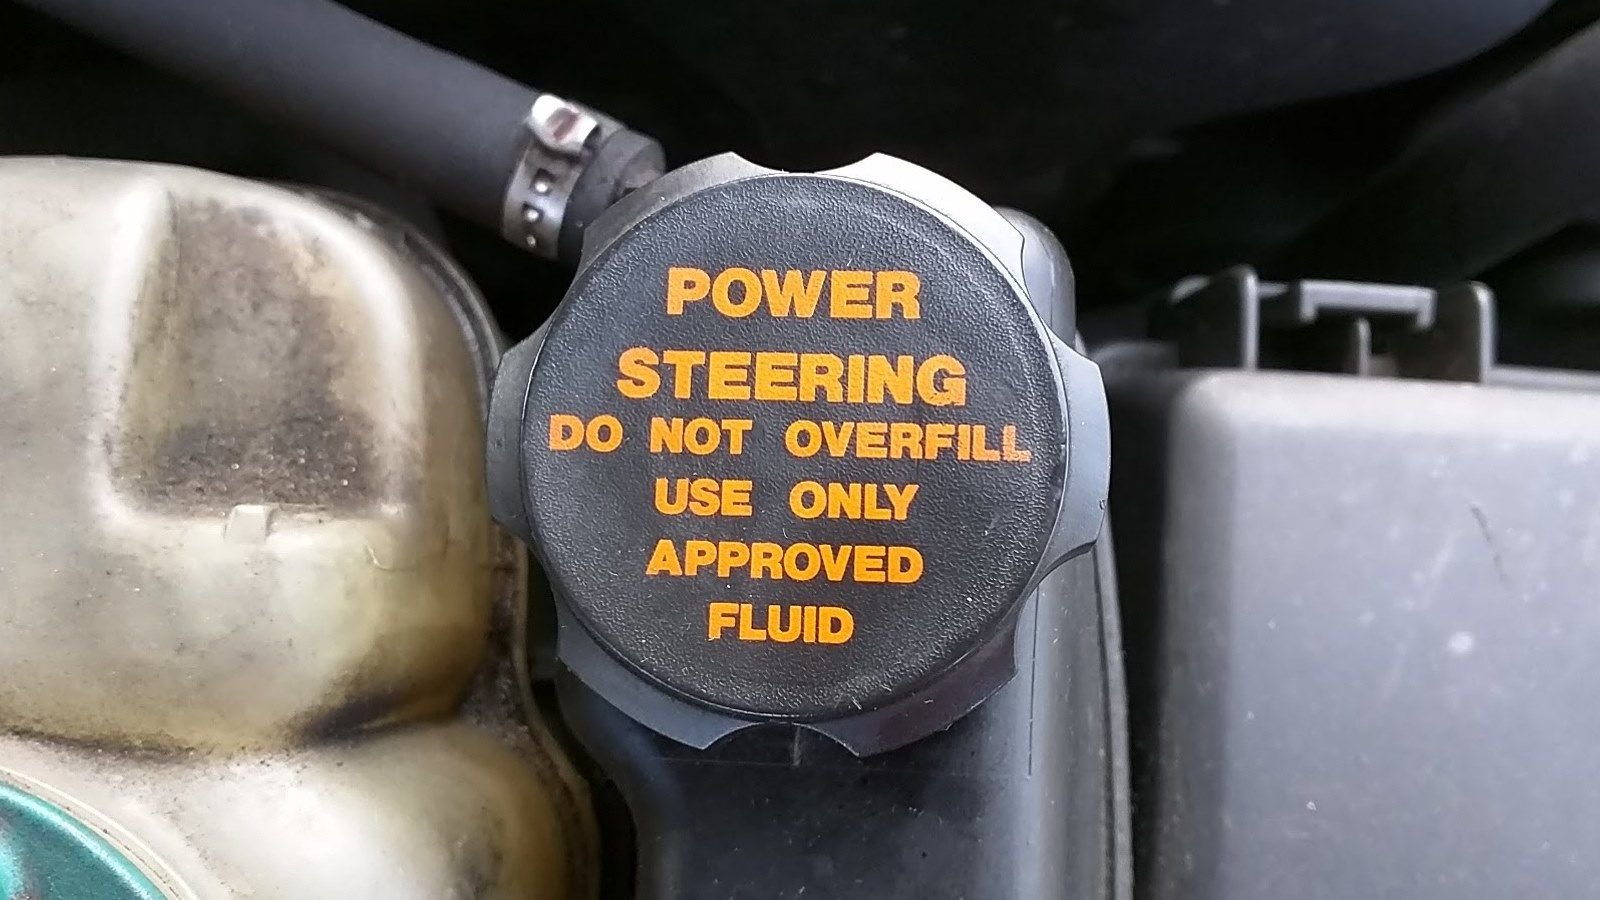 POWER
STEERING
DO NOT OVERFILL
USE ONLY
APPROVED
FLUID